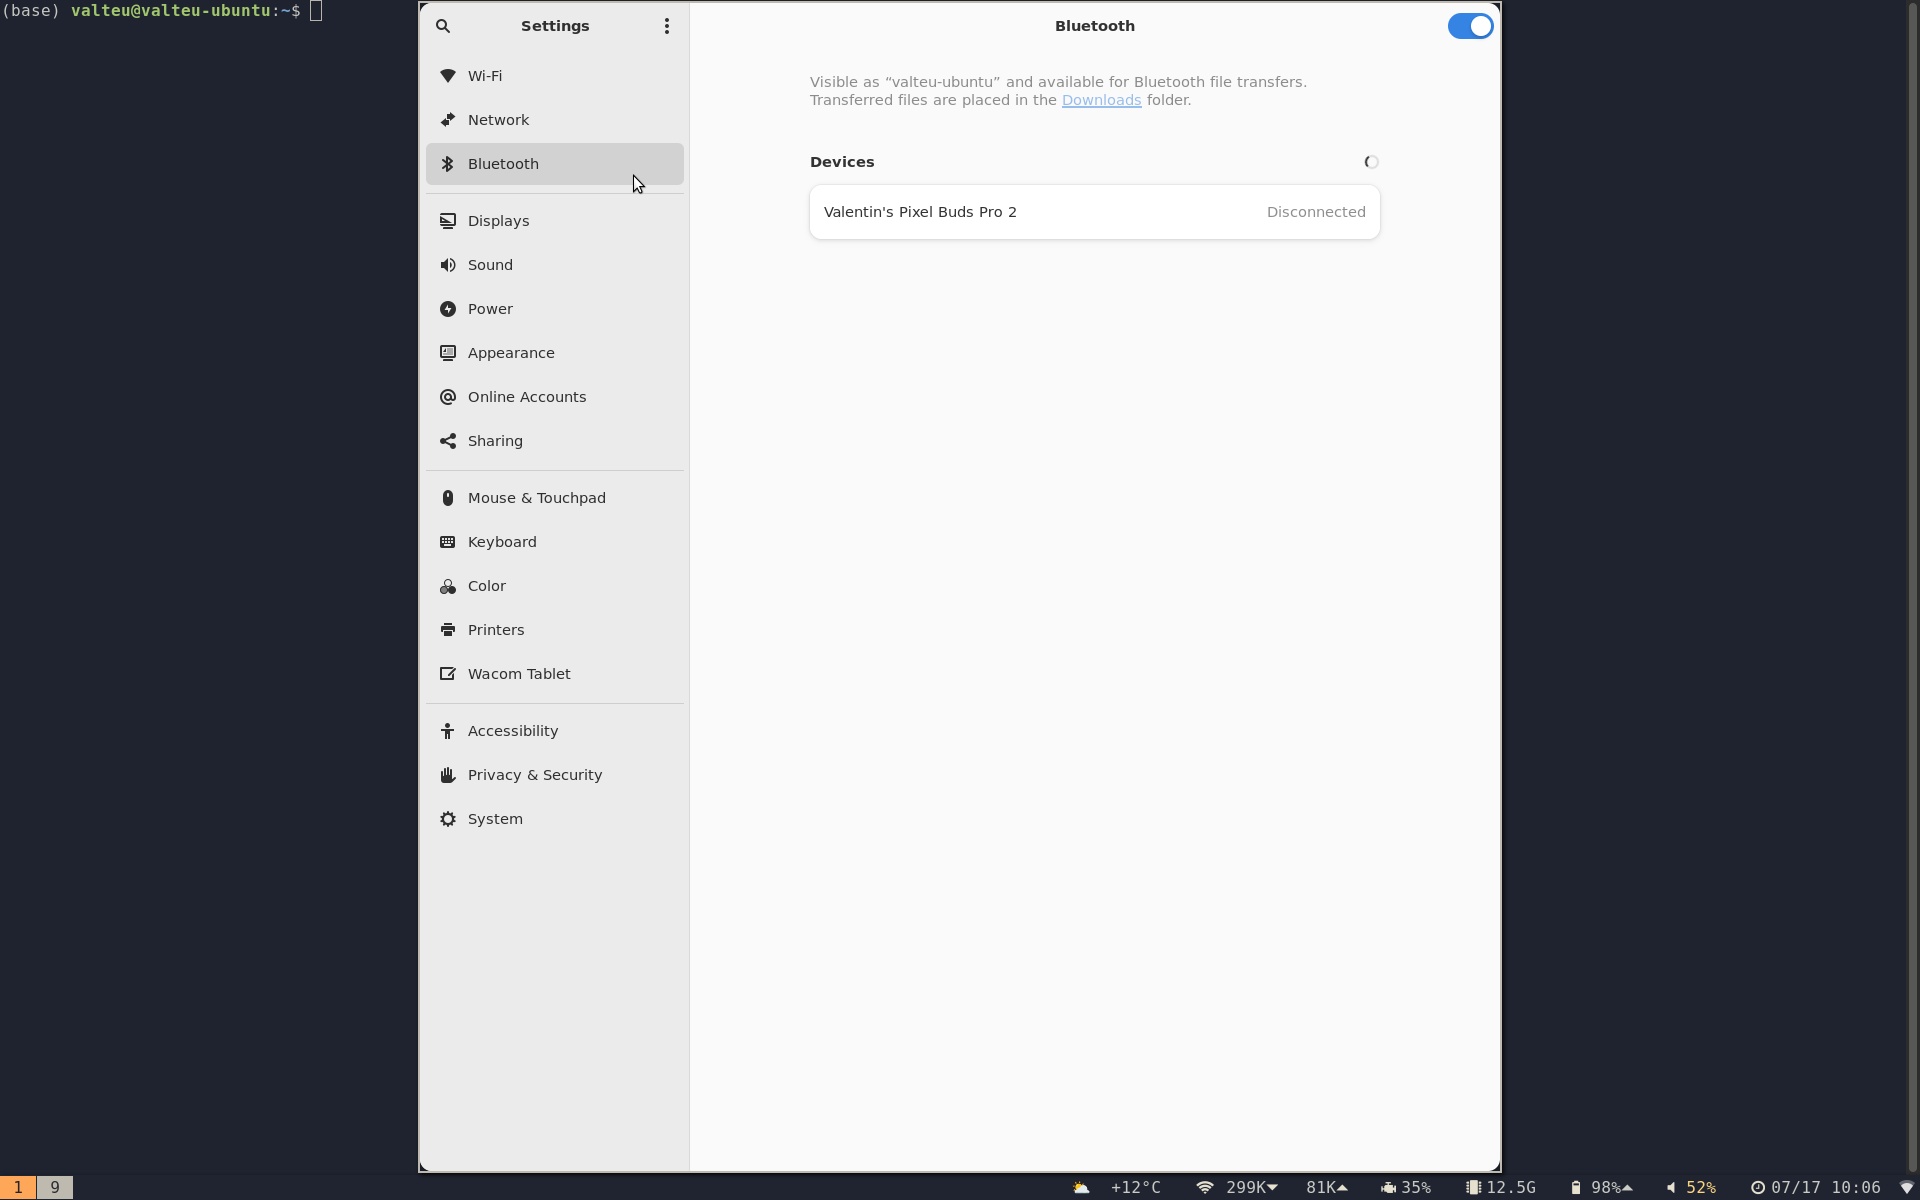 (base) valteu@valteu-ubuntu:~$
Settings
Wi-Fi
Network
Bluetooth
Displays
Sound
Power
Appearance
Online Accounts
Sharing
Mouse & Touchpad
Keyboard
Color
Printers
Wacom Tablet
Accessibility
Privacy & Security
System
Bluetooth
Visible as “valteu-ubuntu” and available for Bluetooth file transfers.
Transferred files are placed in the Downloads folder.
Devices
Valentin's Pixel Buds Pro 2 Disconnected
1 9 +12°C 299K 81K 35% 12.5G 98% 52% 07/17 10:06